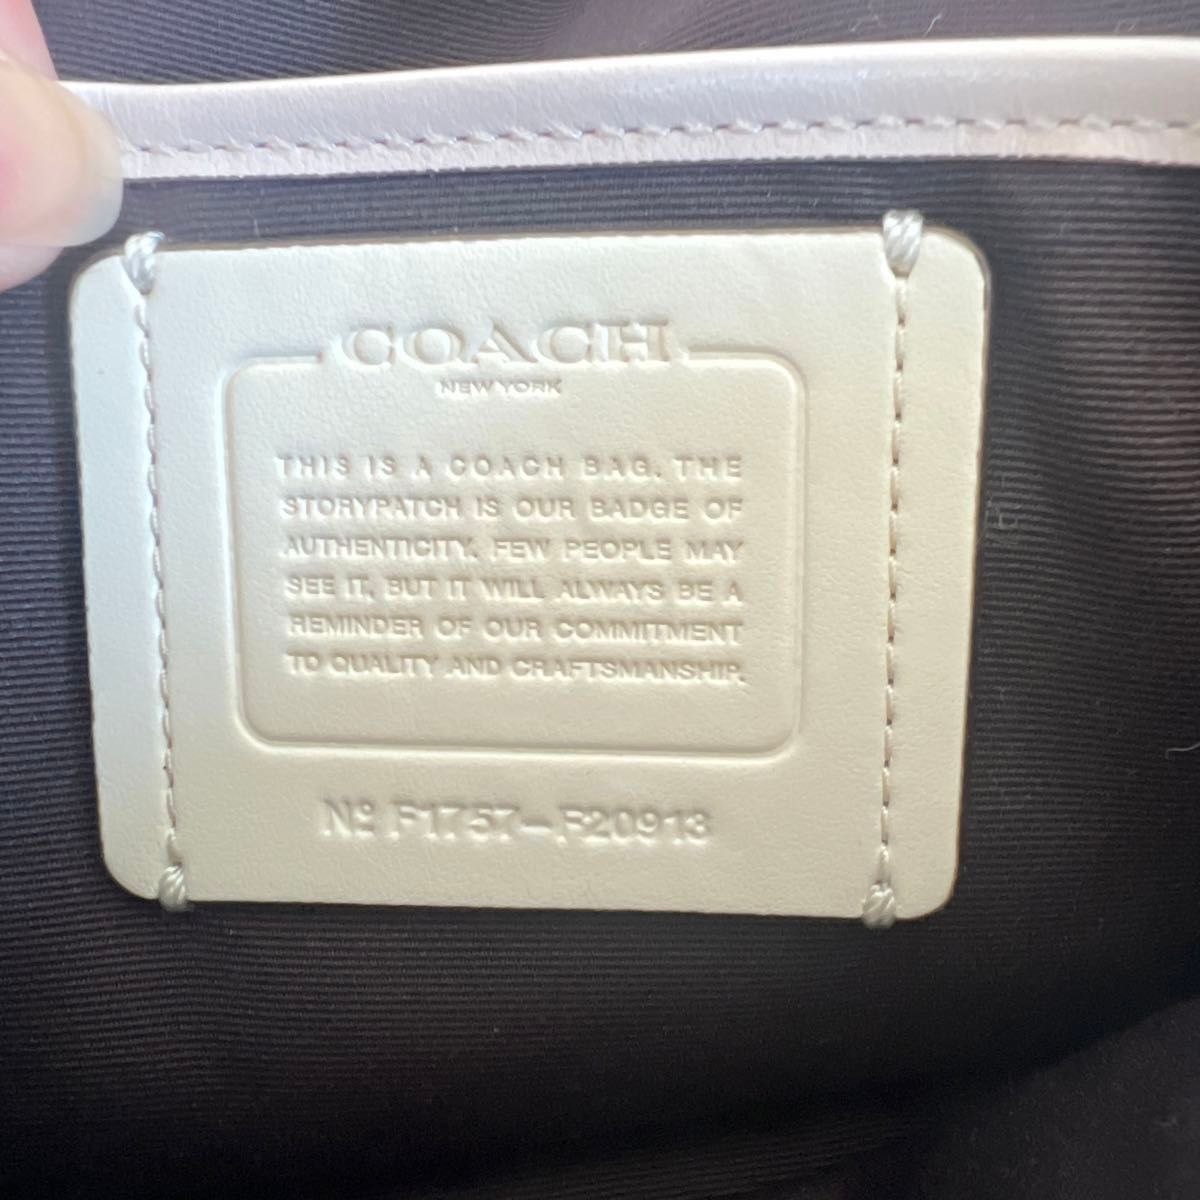 COACH
NEW YORK
THIS IS A COACH BAG. THE
STORYPATCH IS OUR BADGE OF
AUTHENTICITY. FEW PEOPLE MAY
SEE IT, BUT IT WILL ALWAYS BE A
REMINDER OF OUR COMMITMENT
TO QUALITY AND CRAFTSMANSHIP.
Nº F1757-F20913